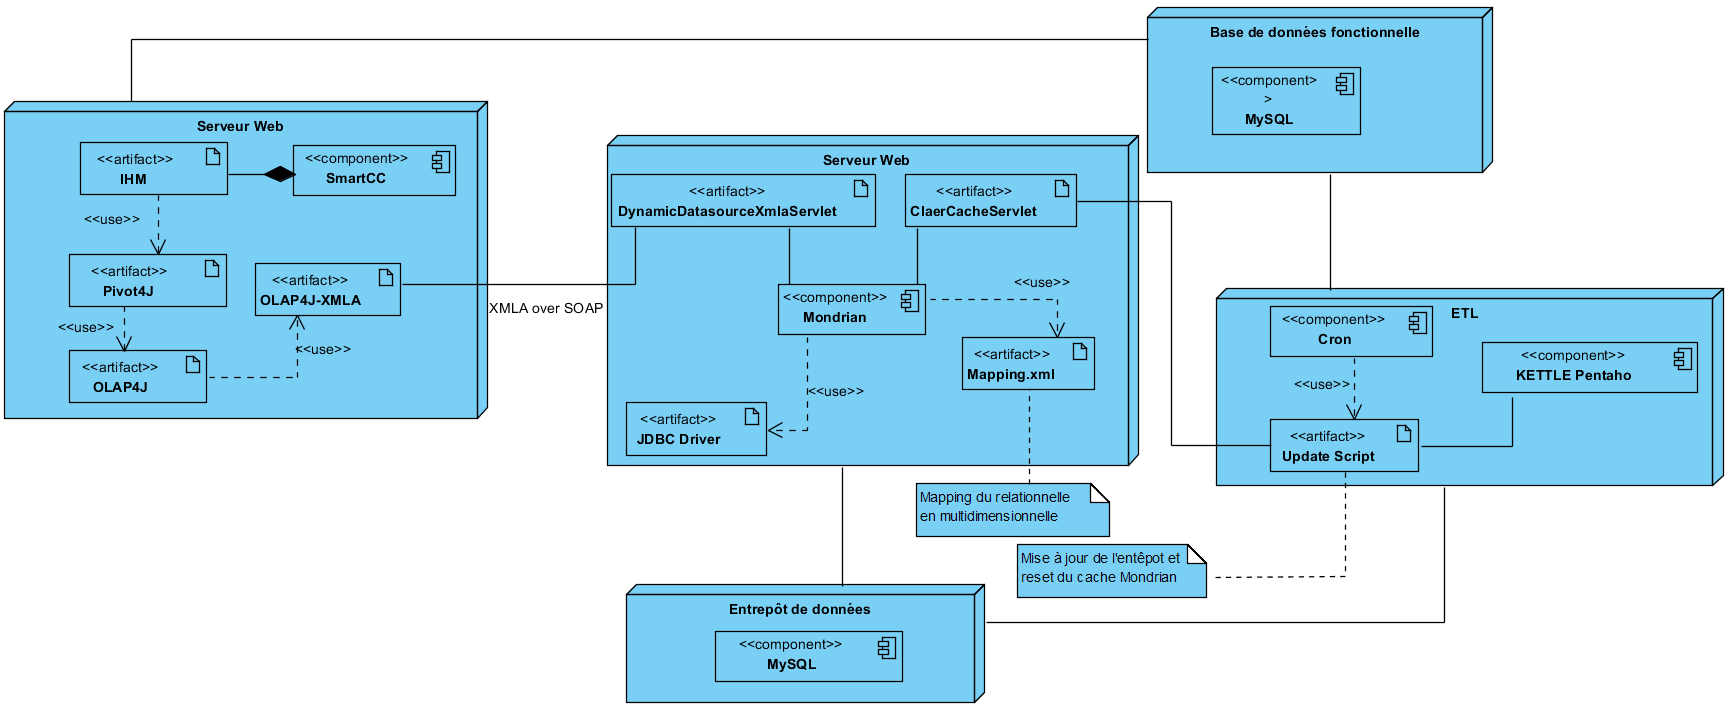 Base de données fonctionnelle
<<component>
>
MySQL
Serveur Web
<<artifact>>
IHM
<<component>>
SmartCC
<<use>>
<<artifact>>
Pivot4J
<<artifact>>
OLAP4J-XMLA
<<use>>
<<use>>
<<artifact>>
OLAP4J
XMLA over SOAP
Serveur Web
<<artifact>>
DynamicDatasourceXmlaServlet
<<artifact>>
ClaerCacheServlet
<<component>>
Mondrian
<<use>>
<<artifact>>
Mapping.xml
<<use>>
<<artifact>>
JDBC Driver
ETL
<<component>>
Cron
<<component>>
KETTLE Pentaho
<<use>>
<<artifact>>
Update Script
Mapping du relationnelle
en multidimensionnelle
Mise à jour de l'entêpot et
reset du cache Mondrian
Entrepôt de données
<<component>>
MySQL